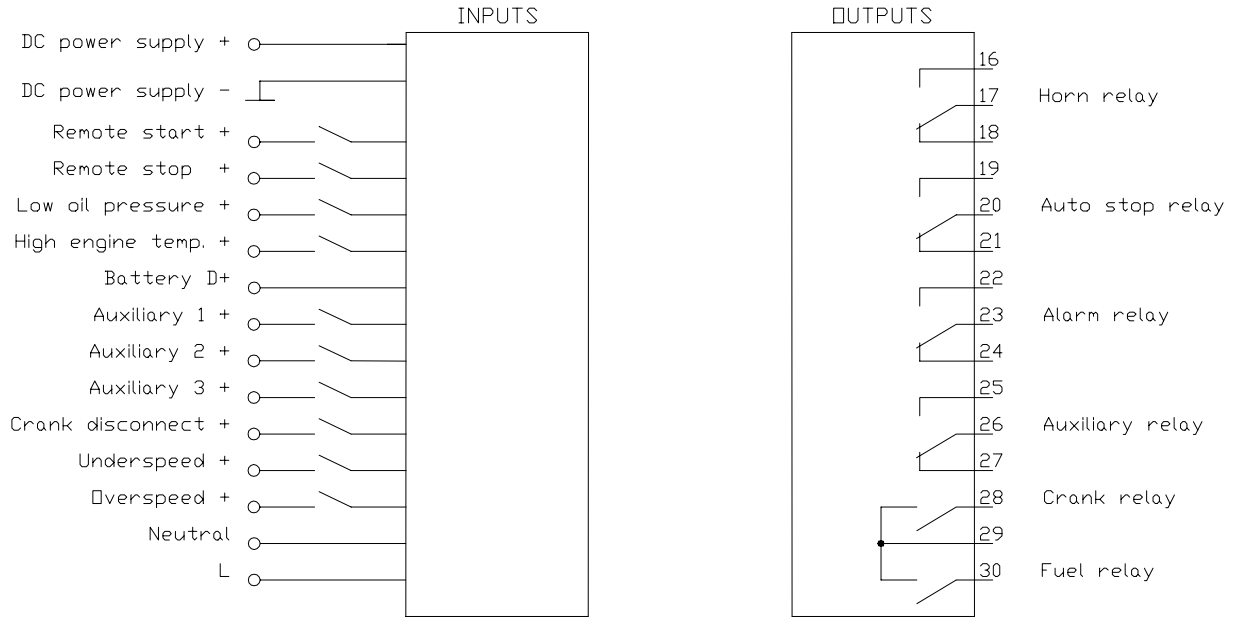 INPUTS
DC power supply +
DC power supply -
Remote start +
Remote stop +
Low oil pressure +
High engine temp. +
Battery D+
Auxiliary 1 +
Auxiliary 2 +
Auxiliary 3 +
Crank disconnect +
Underspeed +
Overspeed +
Neutral
L
OUTPUTS
16
17 Horn relay
18
19
20 Auto stop relay
21
22
23 Alarm relay
24
25
26 Auxiliary relay
27
28 Crank relay
29
30 Fuel relay